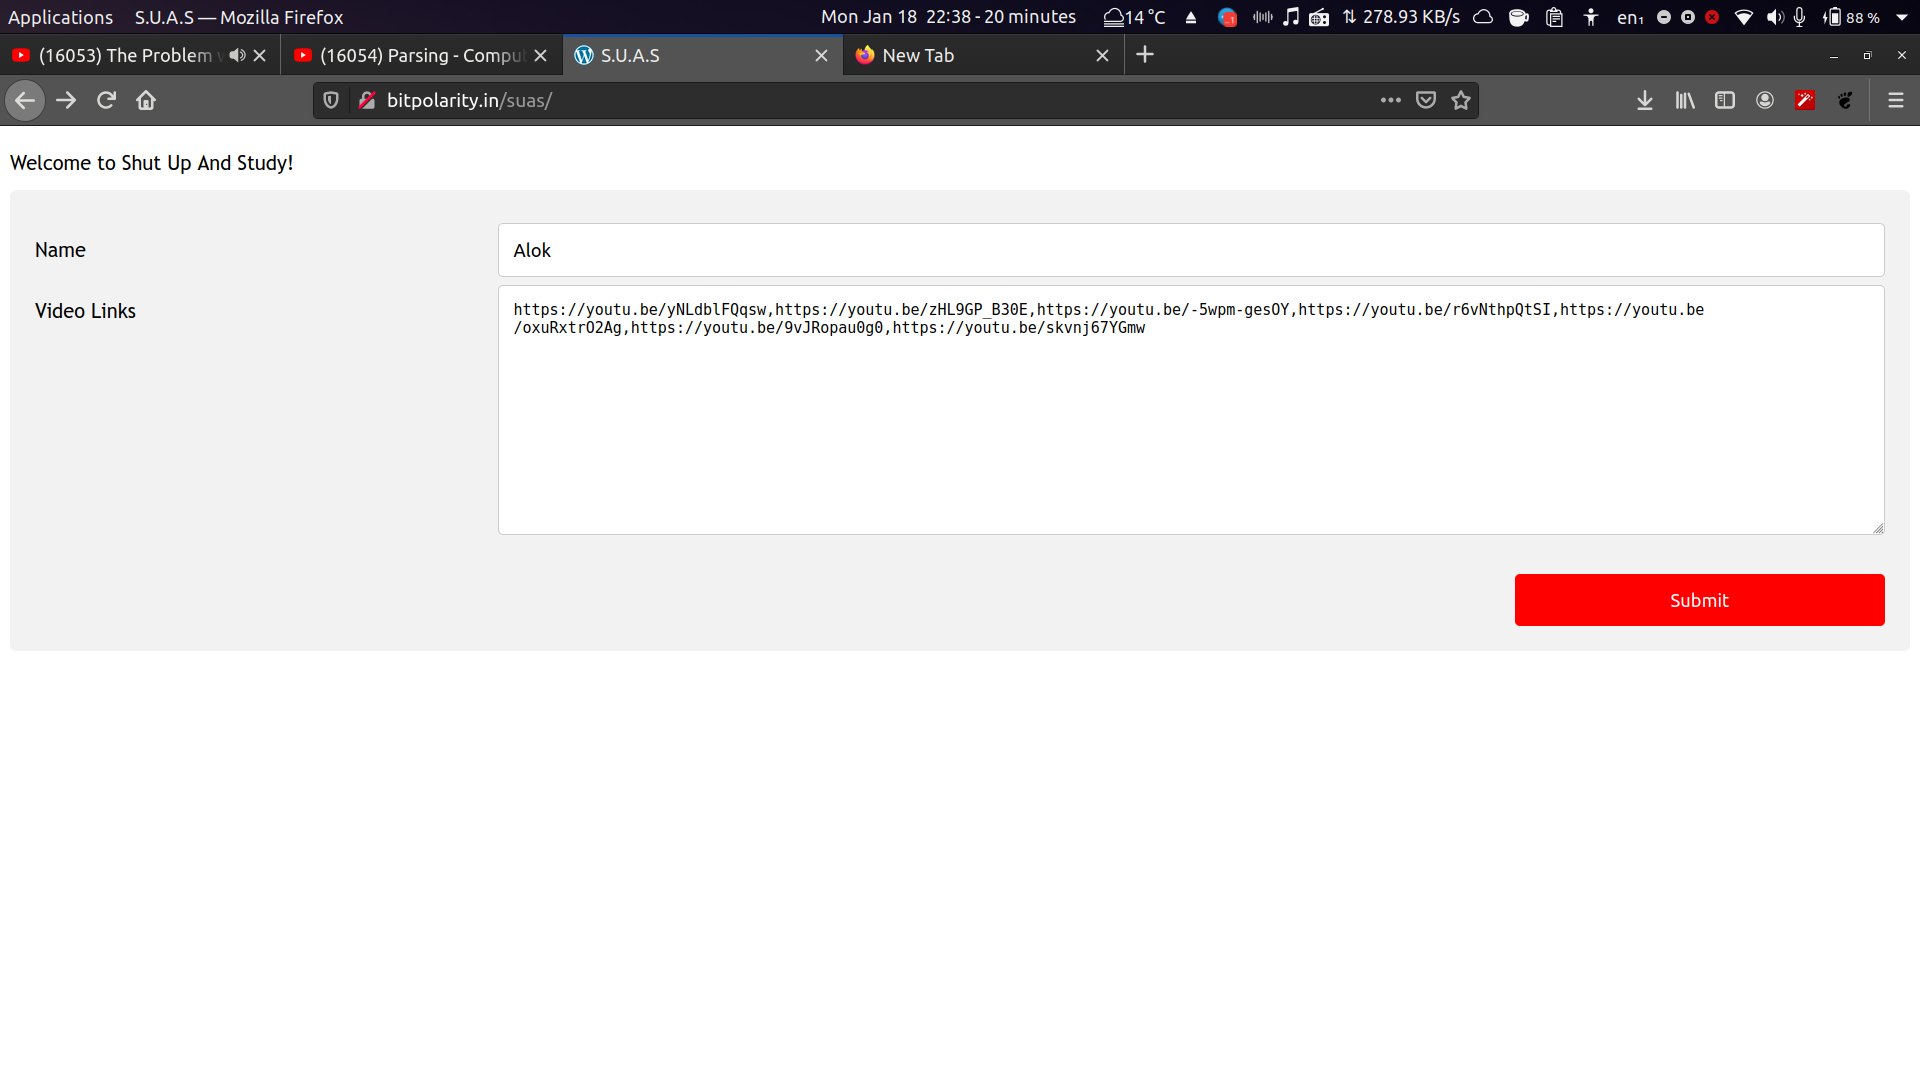 Applications S.U.A.S — Mozilla Firefox Mon Jan 18 22:38 - 20 minutes 14 °C 278.93 KB/s en₁ 88 %
(16053) The Problem (16054) Parsing - Comput S.U.A.S New Tab
bitpolarity.in/suas/
Welcome to Shut Up And Study!
Name Alok
Video Links https://youtu.be/yNLdblFQqsw,https://youtu.be/zHL9GP_B30E,https://youtu.be/-5wpm-gesOY,https://youtu.be/r6vNthpQtSI,https://youtu.be
/oxuRxtrO2Ag,https://youtu.be/9vJRopau0g0,https://youtu.be/skvnj67YGmw
Submit